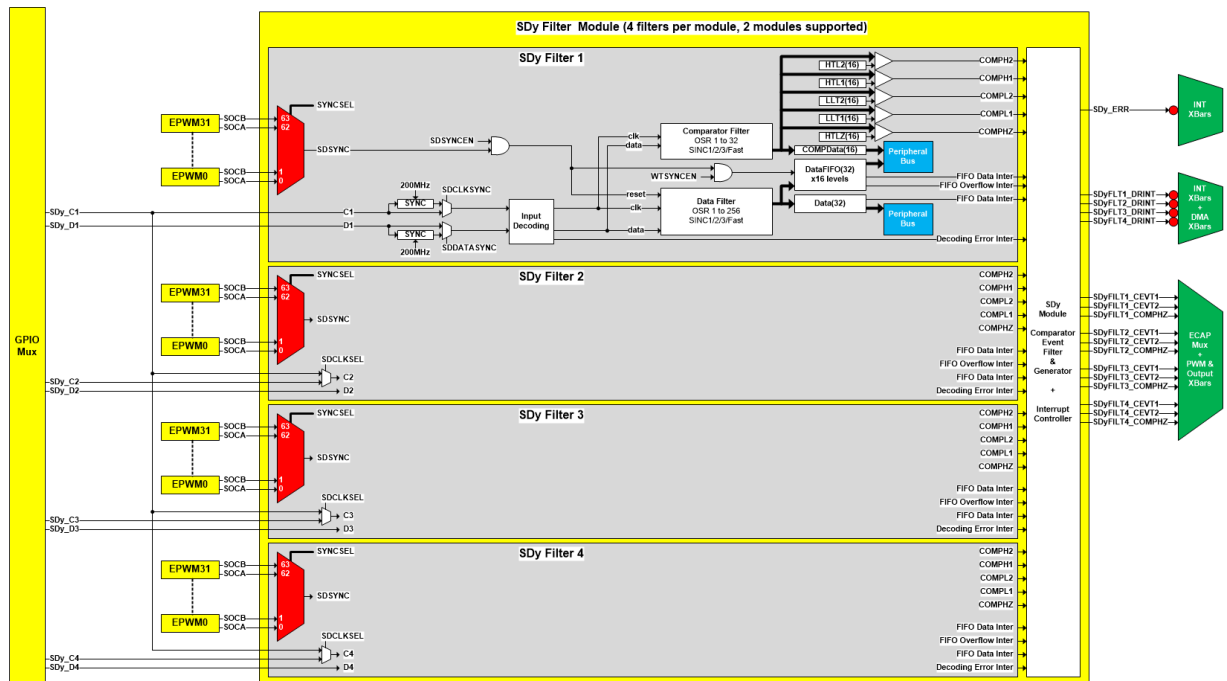 SDy Filter Module (4 filters per module, 2 modules supported)
GPIO
Mux
SDy_C1
SDy_D1
SDy_C2
SDy_D2
SDy_C3
SDy_D3
SDy_C4
SDy_D4
SDy Filter 1
EPWM31
EPWM0
SOCB
SOCA
SOCB
SOCA
63
62
1
0
SYNCSEL
SDSYNC
SDSYNCEN
WTSYNCEN
200MHz
SYNC
SDCLKSYNC
C1
D1
SYNC
200MHz
SDDATASYNC
Input
Decoding
clk
data
reset
clk
data
Comparator Filter
OSR 1 to 32
SINC1/2/3/Fast
Data Filter
OSR 1 to 256
SINC1/2/3/Fast
HTL2(16)
HTL1(16)
LLT2(16)
LLT1(16)
HTLZ(16)
COMPData(16)
DataFIFO(32)
x16 levels
Data(32)
Peripheral
Bus
Peripheral
Bus
COMPH2
COMPH1
COMPL2
COMPL1
COMPHZ
FIFO Data Inter
FIFO Overflow Inter
FIFO Data Inter
Decoding Error Inter
SDy Filter 2
EPWM31
EPWM0
SOCB
SOCA
SOCB
SOCA
63
62
1
0
SYNCSEL
SDSYNC
SDCLKSEL
C2
D2
COMPH2
COMPH1
COMPL2
COMPL1
COMPHZ
FIFO Data Inter
FIFO Overflow Inter
FIFO Data Inter
Decoding Error Inter
SDy Filter 3
EPWM31
EPWM0
SOCB
SOCA
SOCB
SOCA
63
62
1
0
SYNCSEL
SDSYNC
SDCLKSEL
C3
D3
COMPH2
COMPH1
COMPL2
COMPL1
COMPHZ
FIFO Data Inter
FIFO Overflow Inter
FIFO Data Inter
Decoding Error Inter
SDy Filter 4
EPWM31
EPWM0
SOCB
SOCA
SOCB
SOCA
63
62
1
0
SYNCSEL
SDSYNC
SDCLKSEL
C4
D4
COMPH2
COMPH1
COMPL2
COMPL1
COMPHZ
FIFO Data Inter
FIFO Overflow Inter
FIFO Data Inter
Decoding Error Inter
SDy
Module
Comparator
Event
Filter
&
Generator
+
Interrupt
Controller
SDy_ERR
INT
XBars
SDyFLT1_DRINT
SDyFLT2_DRINT
SDyFLT3_DRINT
SDyFLT4_DRINT
INT
XBars
+
DMA
XBars
SDyFILT1_CEVT1
SDyFILT1_CEVT2
SDyFILT1_COMPHZ
SDyFILT2_CEVT1
SDyFILT2_CEVT2
SDyFILT2_COMPHZ
SDyFILT3_CEVT1
SDyFILT3_CEVT2
SDyFILT3_COMPHZ
SDyFILT4_CEVT1
SDyFILT4_CEVT2
SDyFILT4_COMPHZ
ECAP
Mux
+
PWM &
Output
XBars